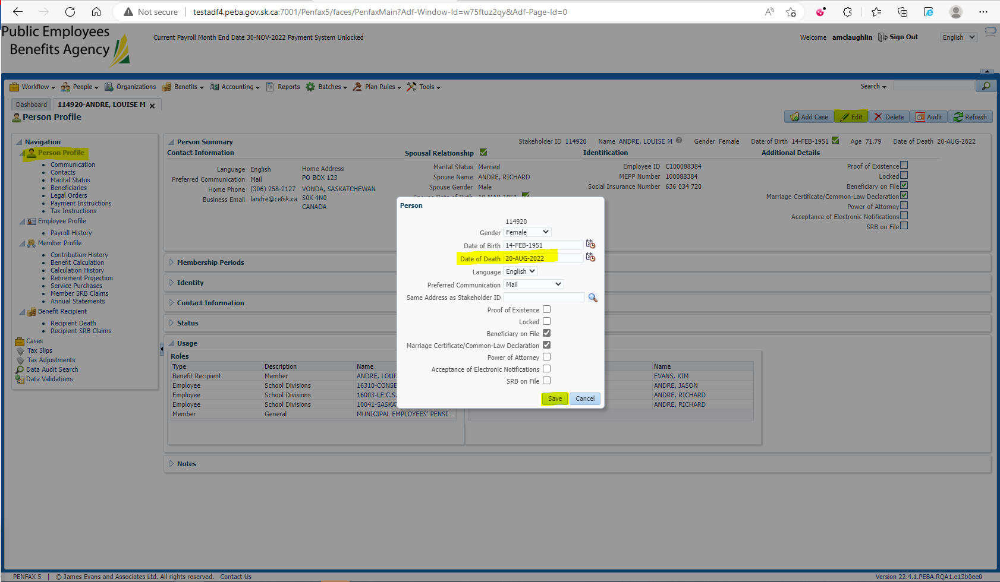 Not secure
testadf4.peba.gov.sk.ca:7001/Penfax5/faces/PenfaxMain?Adf-Window-Id=w75ftuz2qy&Adf-Page-Id=0
Public Employees
Benefits Agency
Current Payroll Month End Date 30-NOV-2022 Payment System Unlocked
Welcome amclaughlin Sign Out English
Workflow People Organizations Benefits Accounting Reports Batches Plan Rules Tools Search
Dashboard 114920-ANDRE, LOUISE M
Person Profile
Add Case Edit Delete Audit Refresh
Navigation
Person Profile
Communication
Contacts
Marital Status
Beneficiaries
Legal Orders
Payment Instructions
Tax Instructions
Employee Profile
Payroll History
Member Profile
Contribution History
Benefit Calculation
Calculation History
Retirement Projection
Service Purchases
Member SRB Claims
Annual Statements
Benefit Recipient
Recipient Death
Recipient SRB Claims
Cases
Tax Slips
Tax Adjustments
Data Audit Search
Data Validations
Person Summary
Stakeholder ID 114920 Name ANDRE, LOUISE M Gender Female Date of Birth 14-FEB-1951 Age 71.79 Date of Death 20-AUG-2022
Contact Information
Language English
Preferred Communication Mail
Home Phone (306) 258-2127
Business Email landre@cefsk.ca
Home Address
PO BOX 123
VONDA, SASKATCHEWAN
S0K 4N0
CANADA
Spousal Relationship
Marital Status Married
Spouse Name ANDRE, RICHARD
Spouse Gender Male
Spouse Date of Birth 10-MAR-1951
Identification
Employee ID C100088384
MEPP Number 100088384
Social Insurance Number 636 034 720
Additional Details
Proof of Existence
Locked
Beneficiary on File
Marriage Certificate/Common-Law Declaration
Power of Attorney
Acceptance of Electronic Notifications
SRB on File
Membership Periods
Identity
Contact Information
Status
Usage
Roles
Type Description Name
Benefit Recipient Member ANDRE, LOUI
Employee School Divisions 16310-CONSE
Employee School Divisions 16003-LE C.S.
Employee School Divisions 10041-SASKA
Member General MUNICIPAL EMPLOYEES' PENSI...
Name
EVANS, KIM
ANDRE, JASON
ANDRE, RICHARD
ANDRE, RICHARD
Notes
Person
114920
Gender Female
Date of Birth 14-FEB-1951
Date of Death 20-AUG-2022
Language English
Preferred Communication Mail
Same Address as Stakeholder ID
Proof of Existence
Locked
Beneficiary on File
Marriage Certificate/Common-Law Declaration
Power of Attorney
Acceptance of Electronic Notifications
SRB on File
Save Cancel
PENFAX 5 | © James Evans and Associates Ltd. All rights reserved. Contact Us
Version 22.4.1.PEBA.RQA1.e13b0ee0